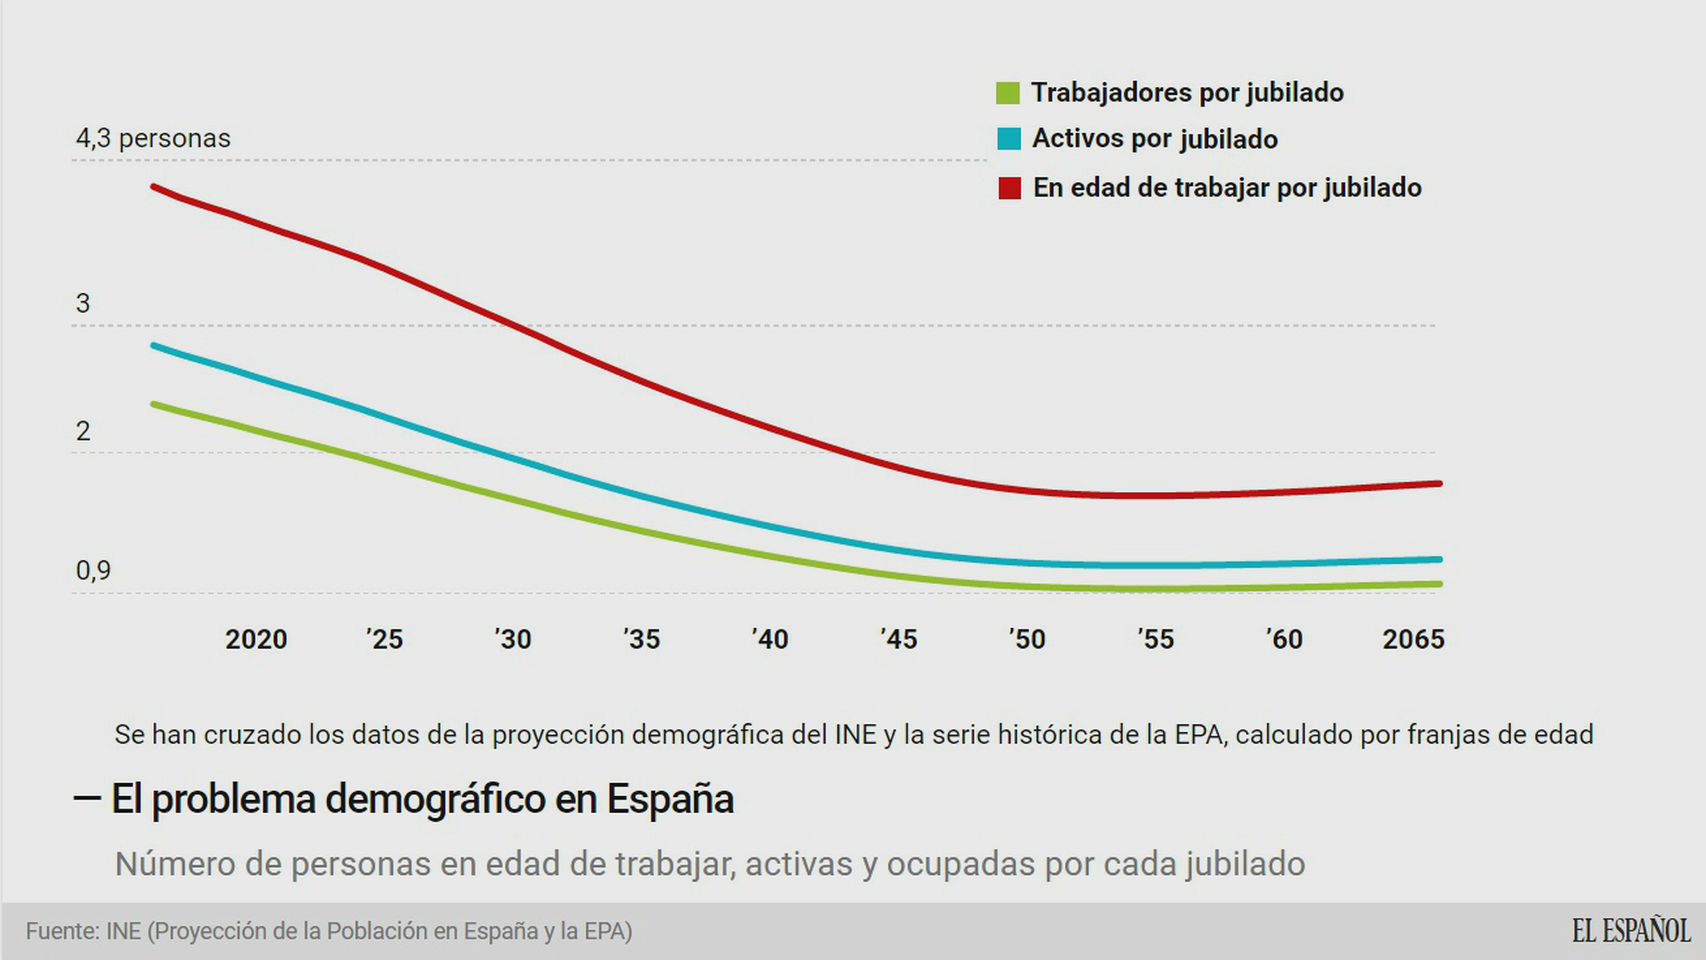 Trabajadores por jubilado
Activos por jubilado
En edad de trabajar por jubilado
4,3 personas
3
2
0,9
2020 ’25 ’30 ’35 ’40 ’45 ’50 ’55 ’60 2065
Se han cruzado los datos de la proyección demográfica del INE y la serie histórica de la EPA, calculado por franjas de edad
— El problema demográfico en España
Número de personas en edad de trabajar, activas y ocupadas por cada jubilado
Fuente: INE (Proyección de la Población en España y la EPA)
EL ESPAÑOL